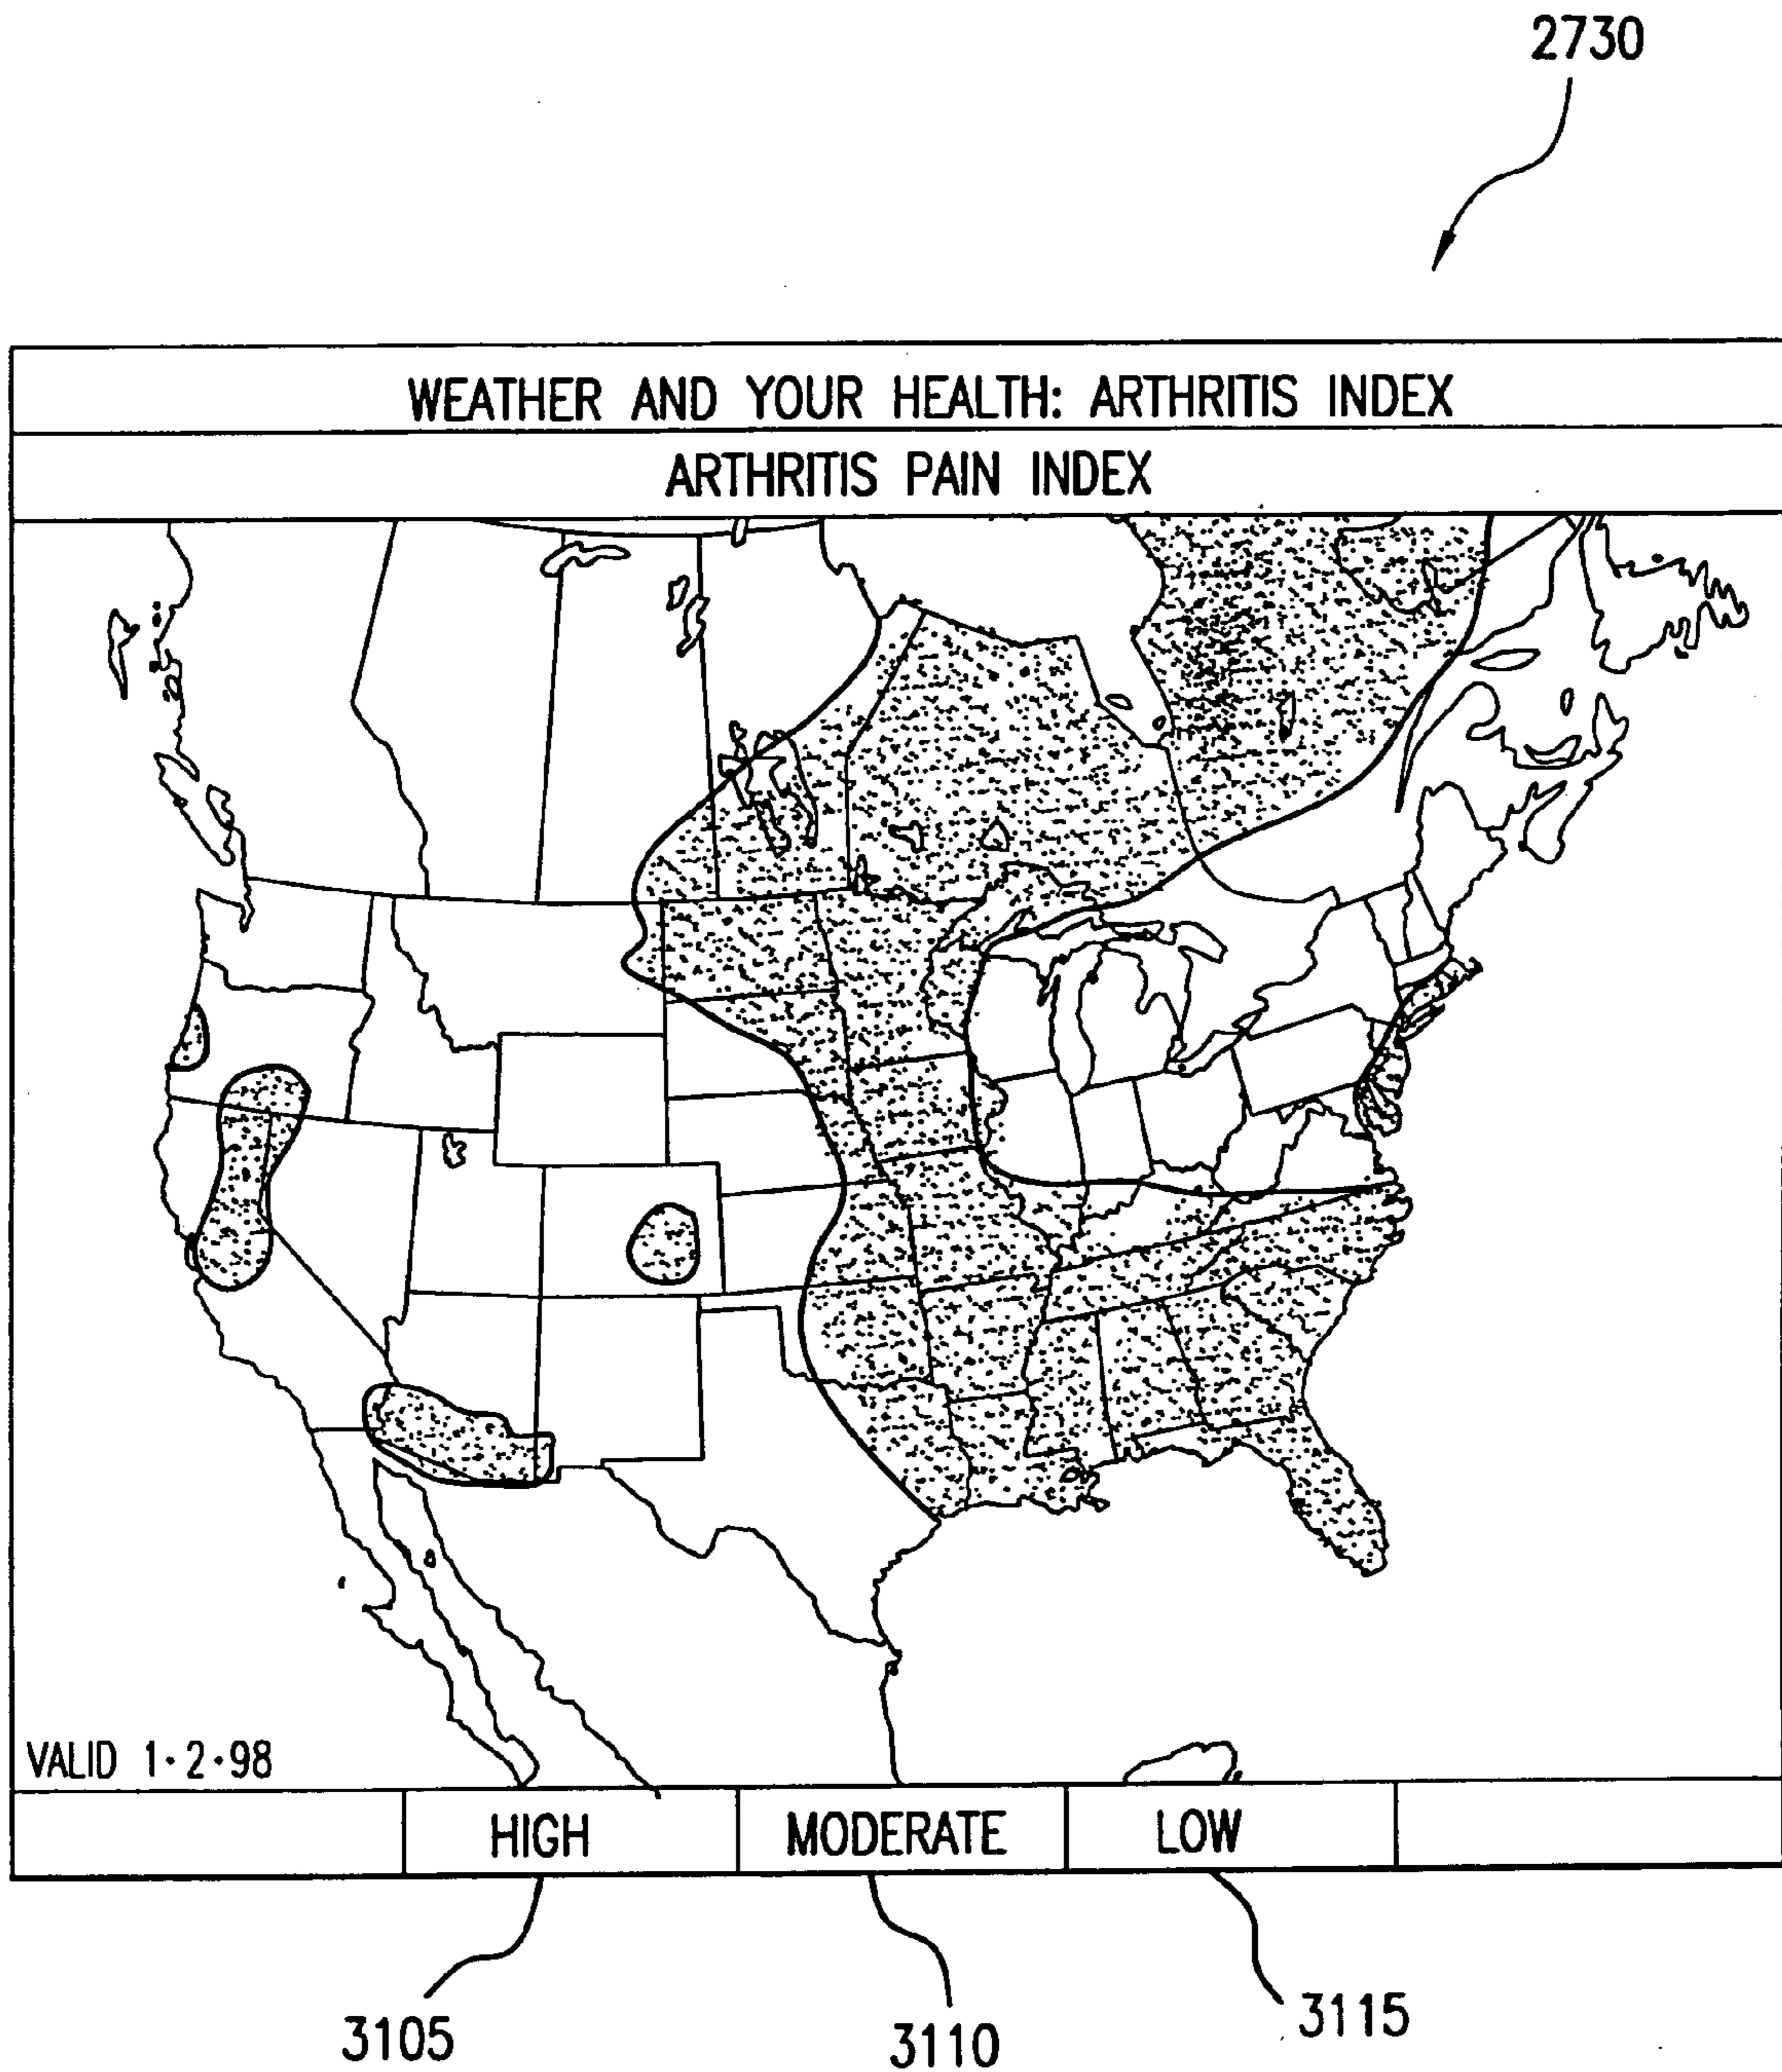 2730
WEATHER AND YOUR HEALTH: ARTHRITIS INDEX
ARTHRITIS PAIN INDEX
VALID 1·2·98
HIGH MODERATE LOW
3105 3110 3115